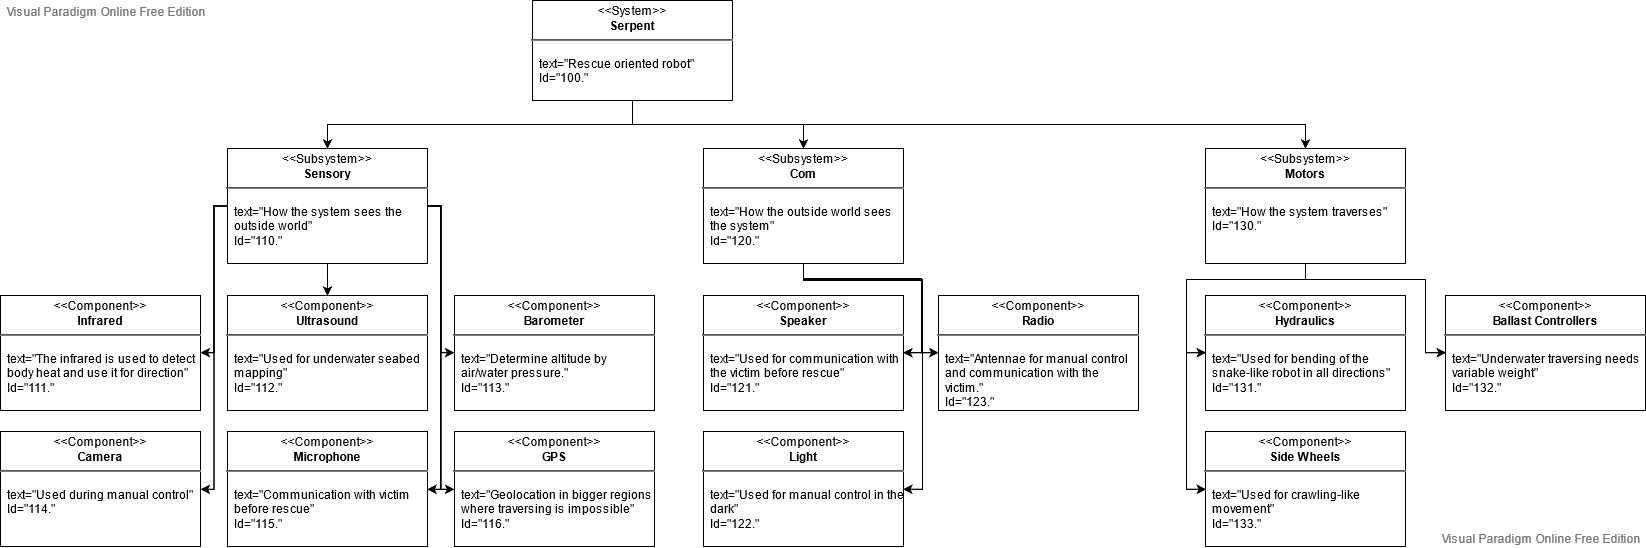 Visual Paradigm Online Free Edition
<<System>>
Serpent
text="Rescue oriented robot"
Id="100."
<<Subsystem>>
Sensory
text="How the system sees the
outside world"
Id="110."
<<Subsystem>>
Com
text="How the outside world sees
the system"
Id="120."
<<Subsystem>>
Motors
text="How the system traverses"
Id="130."
<<Component>>
Infrared
text="The infrared is used to detect
body heat and use it for direction"
Id="111."
<<Component>>
Ultrasound
text="Used for underwater seabed
mapping"
Id="112."
<<Component>>
Barometer
text="Determine altitude by
air/water pressure."
Id="113."
<<Component>>
Speaker
text="Used for communication with
the victim before rescue"
Id="121."
<<Component>>
Radio
text="Antennae for manual control
and communication with the
victim."
Id="123."
<<Component>>
Hydraulics
text="Used for bending of the
snake-like robot in all directions"
Id="131."
<<Component>>
Ballast Controllers
text="Underwater traversing needs
variable weight"
Id="132."
<<Component>>
Camera
text="Used during manual control"
Id="114."
<<Component>>
Microphone
text="Communication with victim
before rescue"
Id="115."
<<Component>>
GPS
text="Geolocation in bigger regions
where traversing is impossible"
Id="116."
<<Component>>
Light
text="Used for manual control in the
dark"
Id="122."
<<Component>>
Side Wheels
text="Used for crawling-like
movement"
Id="133."
Visual Paradigm Online Free Edition